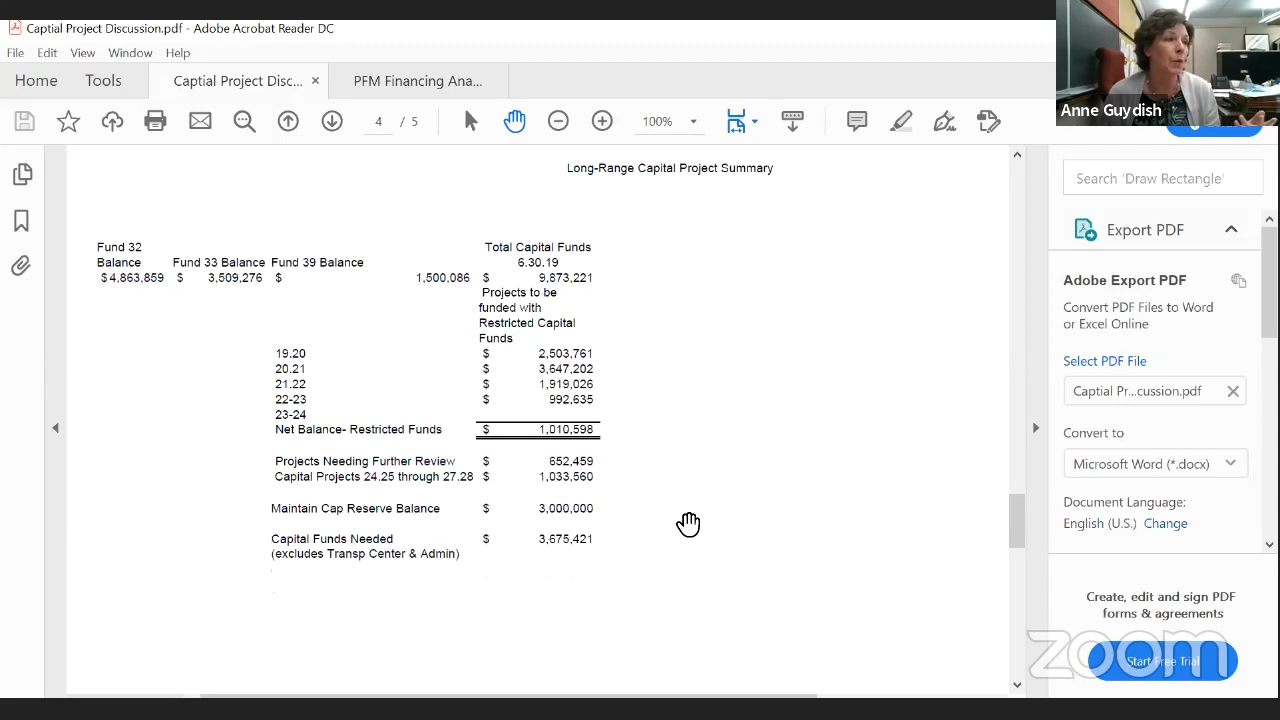 Captial Project Discussion.pdf - Adobe Acrobat Reader DC
File Edit View Window Help
Home Tools Captial Project Disc... × PFM Financing Ana...
4 / 5 100%
Anne Guydish
Long-Range Capital Project Summary
Fund 32 Total Capital Funds
Balance Fund 33 Balance Fund 39 Balance 6.30.19
$ 4,863,859 $ 3,509,276 $ 1,500,086 $ 9,873,221
Projects to be
funded with
Restricted Capital
Funds
19.20 $ 2,503,761
20.21 $ 3,647,202
21.22 $ 1,919,026
22-23 $ 992,635
23-24
Net Balance- Restricted Funds $ 1,010,598
Projects Needing Further Review $ 652,459
Capital Projects 24.25 through 27.28 $ 1,033,560
Maintain Cap Reserve Balance $ 3,000,000
Capital Funds Needed $ 3,675,421
(excludes Transp Center & Admin)
Search 'Draw Rectangle'
Export PDF
Adobe Export PDF
Convert PDF Files to Word
or Excel Online
Select PDF File
Captial Pr...cussion.pdf
Convert to
Microsoft Word (*.docx)
Document Language:
English (U.S.) Change
Create, edit and sign PDF
forms & agreements
Start Free Trial
zoom